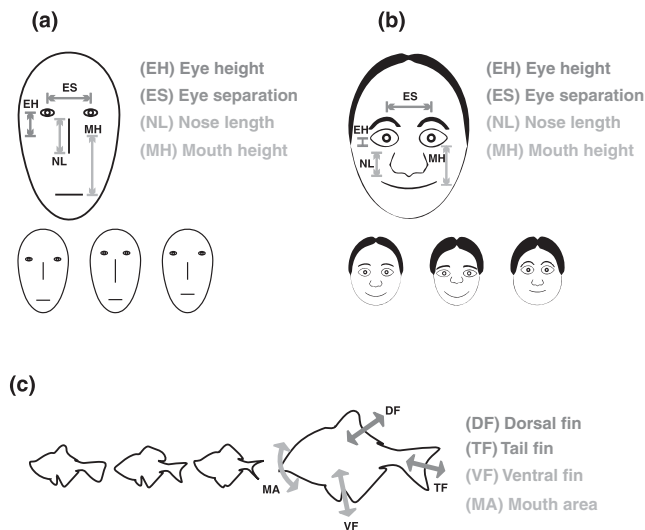 (a)
ES
EH
MH
NL
(EH) Eye height
(ES) Eye separation
(NL) Nose length
(MH) Mouth height
(b)
ES
EH
NL
MH
(EH) Eye height
(ES) Eye separation
(NL) Nose length
(MH) Mouth height
(c)
DF
MA
TF
VF
(DF) Dorsal fin
(TF) Tail fin
(VF) Ventral fin
(MA) Mouth area